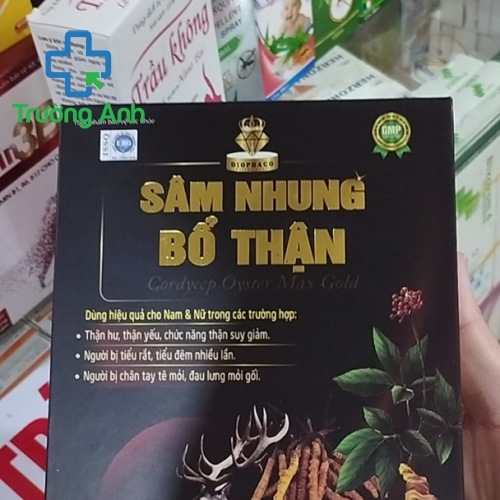 Trầu không
Trường Anh
DIOPHACO
GMP
SÂM NHUNG
BỔ THẬN
Cordycep Oyster Max Gold
Dùng hiệu quả cho Nam & Nữ trong các trường hợp:
• Thận hư, thận yếu, chức năng thận suy giảm.
• Người bị tiểu rắt, tiểu đêm nhiều lần.
• Người bị chân tay tê mỏi, đau lưng mỏi gối.